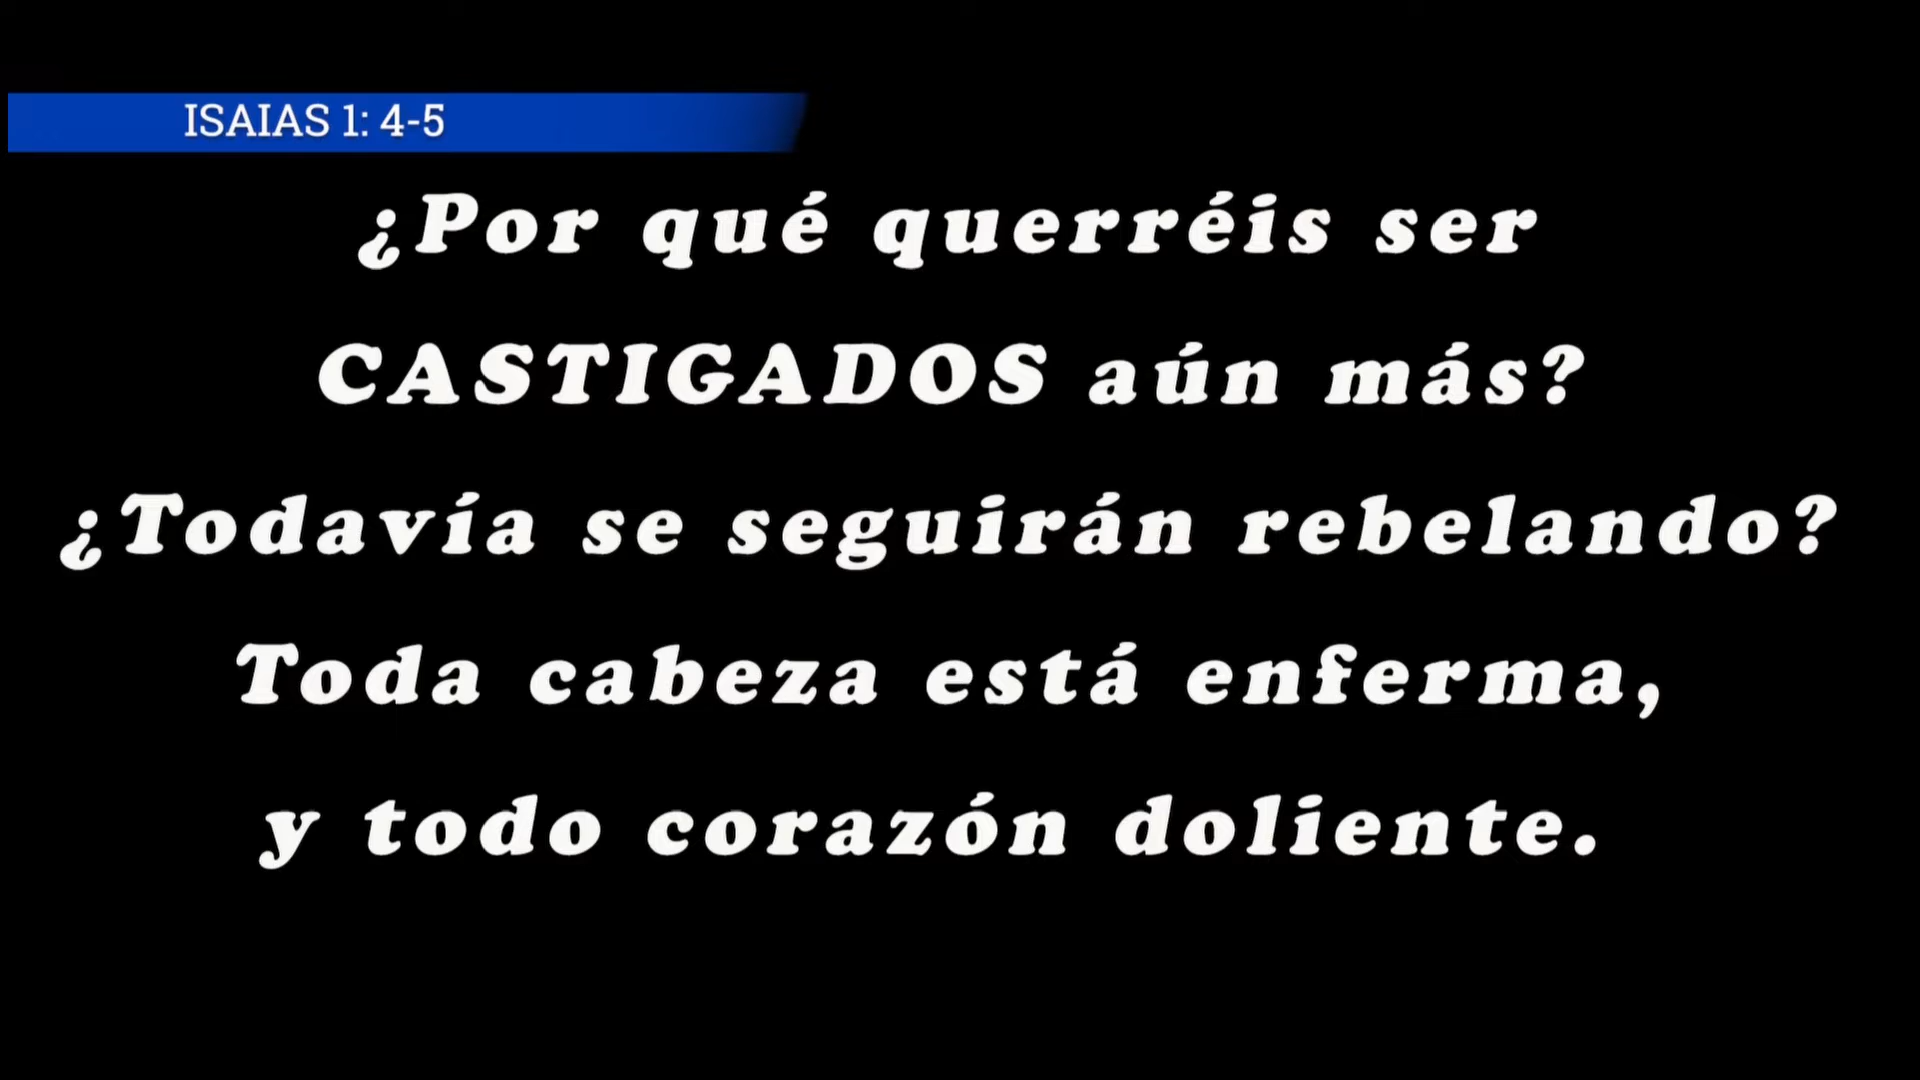 ISAIAS 1: 4-5
¿Por qué querréis ser
CASTIGADOS aún más?
¿Todavía se seguirán rebelando?
Toda cabeza está enferma,
y todo corazón doliente.